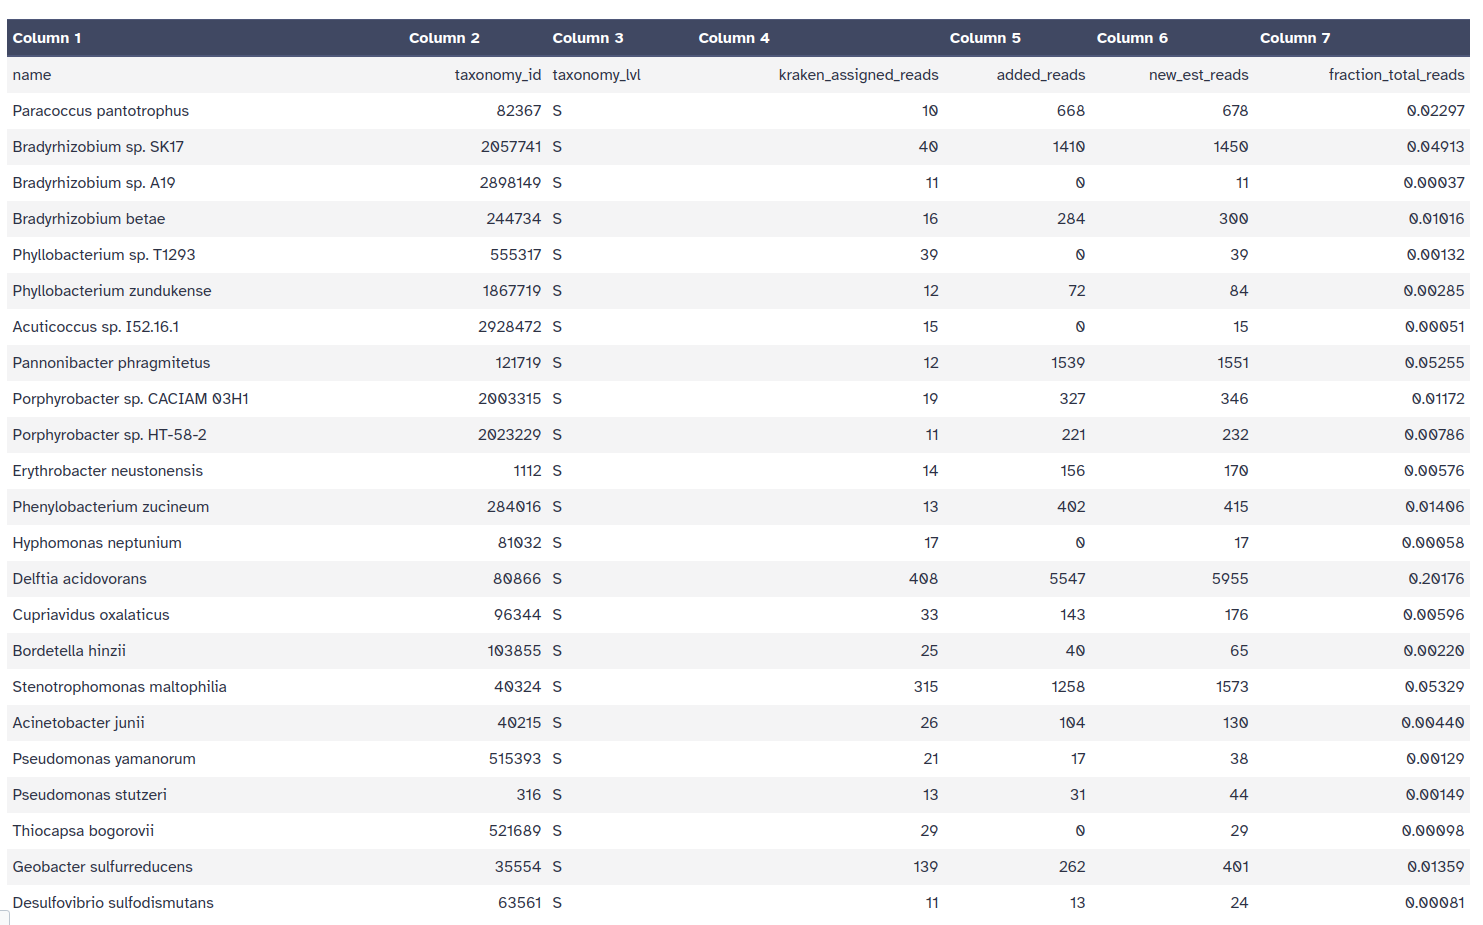 Column 1 Column 2 Column 3 Column 4 Column 5 Column 6 Column 7
name taxonomy_id taxonomy_lvl kraken_assigned_reads added_reads new_est_reads fraction_total_reads
Paracoccus pantotrophus 82367 S 10 668 678 0.02297
Bradyrhizobium sp. SK17 2057741 S 40 1410 1450 0.04913
Bradyrhizobium sp. A19 2898149 S 11 0 11 0.00037
Bradyrhizobium betae 244734 S 16 284 300 0.01016
Phyllobacterium sp. T1293 555317 S 39 0 39 0.00132
Phyllobacterium zundukense 1867719 S 12 72 84 0.00285
Acuticoccus sp. I52.16.1 2928472 S 15 0 15 0.00051
Pannonibacter phragmitetus 121719 S 12 1539 1551 0.05255
Porphyrobacter sp. CACIAM 03H1 2003315 S 19 327 346 0.01172
Porphyrobacter sp. HT-58-2 2023229 S 11 221 232 0.00786
Erythrobacter neustonensis 1112 S 14 156 170 0.00576
Phenylobacterium zucineum 284016 S 13 402 415 0.01406
Hyphomonas neptunium 81032 S 17 0 17 0.00058
Delftia acidovorans 80866 S 408 5547 5955 0.20176
Cupriavidus oxalaticus 96344 S 33 143 176 0.00596
Bordetella hinzii 103855 S 25 40 65 0.00220
Stenotrophomonas maltophilia 40324 S 315 1258 1573 0.05329
Acinetobacter junii 40215 S 26 104 130 0.00440
Pseudomonas yamanorum 515393 S 21 17 38 0.00129
Pseudomonas stutzeri 316 S 13 31 44 0.00149
Thiocapsa bogorovii 521689 S 29 0 29 0.00098
Geobacter sulfurreducens 35554 S 139 262 401 0.01359
Desulfovibrio sulfodismutans 63561 S 11 13 24 0.00081